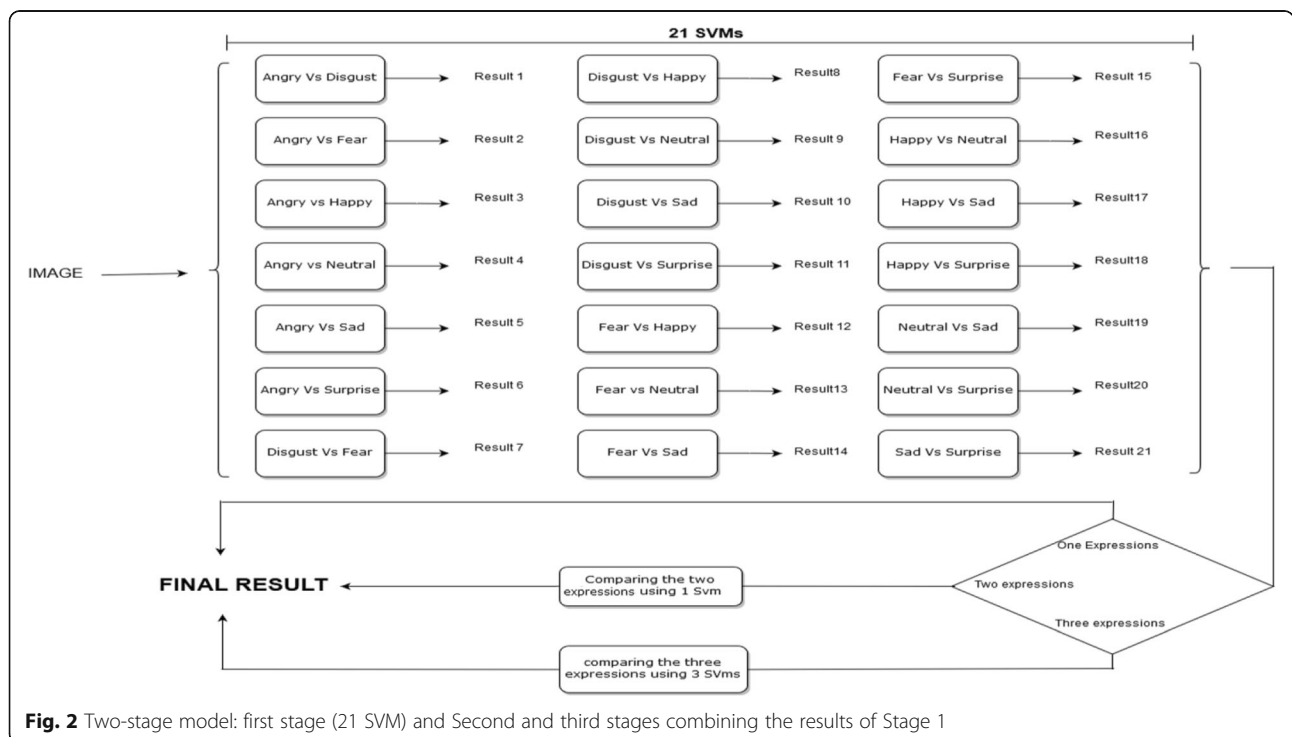 21 SVMs
Angry Vs Disgust
Result 1
Angry Vs Fear
Result 2
Angry vs Happy
Result 3
Angry vs Neutral
Result 4
Angry Vs Sad
Result 5
Angry Vs Surprise
Result 6
Disgust Vs Fear
Result 7
Disgust Vs Happy
Result8
Disgust Vs Neutral
Result 9
Disgust Vs Sad
Result 10
Disgust Vs Surprise
Result 11
Fear Vs Happy
Result 12
Fear vs Neutral
Result13
Fear Vs Sad
Result14
Fear Vs Surprise
Result 15
Happy Vs Neutral
Result16
Happy Vs Sad
Result17
Happy Vs Surprise
Result18
Neutral Vs Sad
Result19
Neutral Vs Surprise
Result20
Sad Vs Surprise
Result 21
IMAGE
One Expressions
Two expressions
Three expressions
Comparing the two
expressions using 1 Svm
comparing the three
expressions using 3 SVms
FINAL RESULT
Fig. 2 Two-stage model: first stage (21 SVM) and Second and third stages combining the results of Stage 1